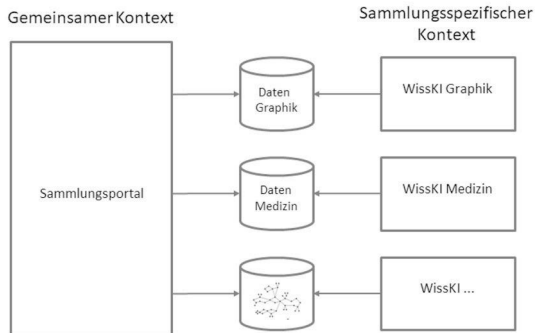 Gemeinsamer Kontext
Sammlungsspezifischer
Kontext
Sammlungsportal
Daten
Graphik
WissKI Graphik
Daten
Medizin
WissKI Medizin
WissKI ...